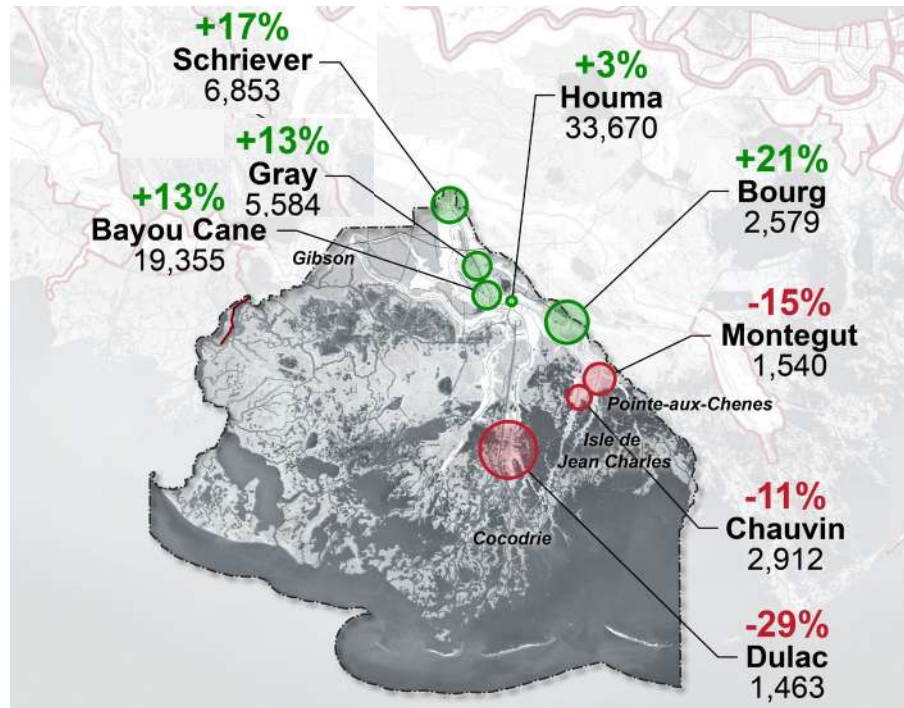 +17%
Schriever
6,853
+3%
Houma
33,670
+13%
Gray
5,584
+21%
Bourg
2,579
+13%
Bayou Cane
19,355
Gibson
-15%
Montegut
1,540
Pointe-aux-Chenes
Isle de
Jean Charles
-11%
Chauvin
2,912
Cocodrie
-29%
Dulac
1,463